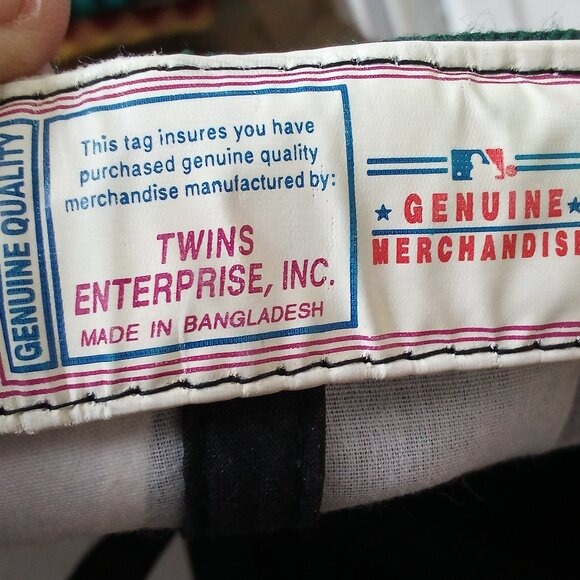 GENUINE QUALITY
This tag insures you have
purchased genuine quality
merchandise manufactured by:
TWINS
ENTERPRISE, INC.
MADE IN BANGLADESH
GENUINE
MERCHANDISE